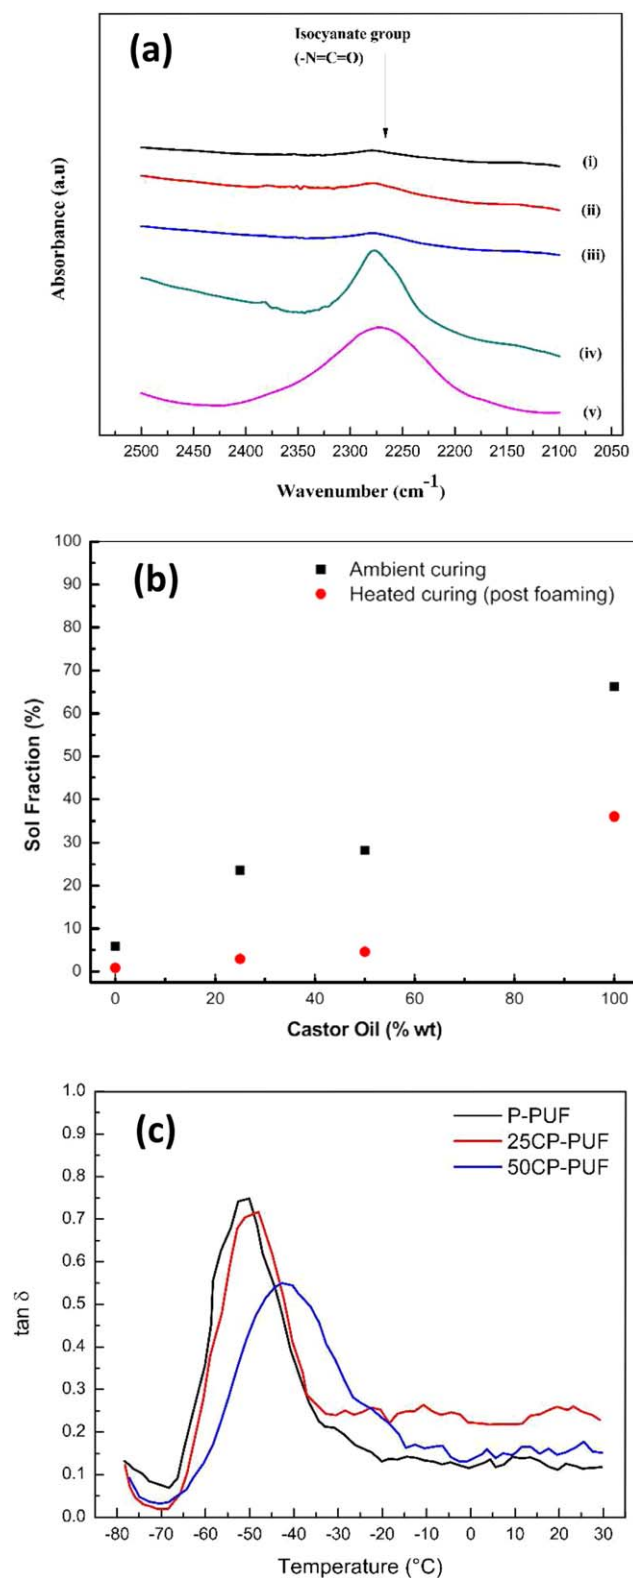 (a)
Isocyanate group
(-N=C=O)
(i)
(ii)
(iii)
(iv)
(v)
Absorbance (a.u)
2500 2450 2400 2350 2300 2250 2200 2150 2100 2050
Wavenumber (cm-1)
(b)
Ambient curing
Heated curing (post foaming)
100
90
80
70
60
50
40
30
20
10
0
Sol Fraction (%)
0 20 40 60 80 100
Castor Oil (% wt)
(c)
P-PUF
25CP-PUF
50CP-PUF
1.0
0.9
0.8
0.7
0.6
0.5
0.4
0.3
0.2
0.1
0.0
tan δ
-80 -70 -60 -50 -40 -30 -20 -10 0 10 20 30
Temperature (°C)